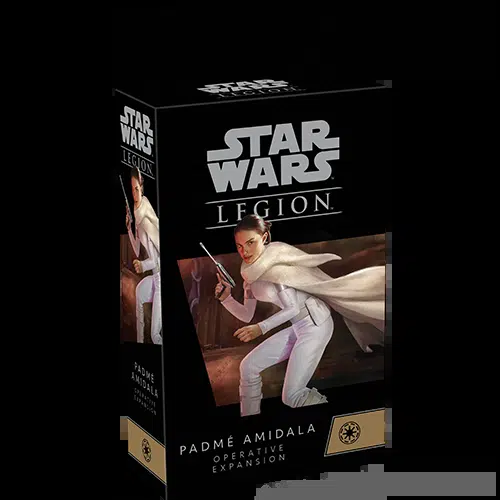 STAR
WARS
LEGION
STAR
WARS
LEGION
PADMÉ AMIDALA
OPERATIVE
EXPANSION
PADMÉ
AMIDALA
OPERATIVE
EXPANSION